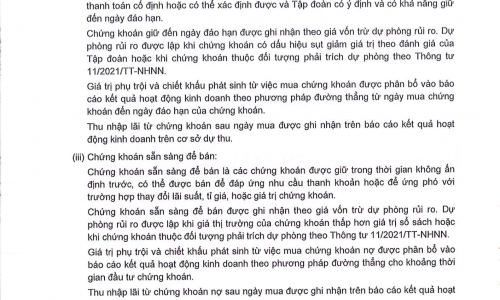 thanh toán cố định hoặc có thể xác định được và Tập đoàn có ý định và có khả năng giữ
đến ngày đáo hạn.
Chứng khoán giữ đến ngày đáo hạn được ghi nhận theo giá vốn trừ dự phòng rủi ro. Dự
phòng rủi ro được lập khi chứng khoán có dấu hiệu sụt giảm giá trị theo đánh giá của
Tập đoàn hoặc khi chứng khoán thuộc đối tượng phải trích dự phòng theo Thông tư
11/2021/TT-NHNN.
Giá trị phụ trội và chiết khấu phát sinh từ việc mua chứng khoán được phân bổ vào báo
cáo kết quả hoạt động kinh doanh theo phương pháp đường thẳng từ ngày mua chứng
khoán đến ngày đáo hạn của chứng khoán.
Thu nhập lãi từ chứng khoán sau ngày mua được ghi nhận trên báo cáo kết quả hoạt
động kinh doanh trên cơ sở dự thu.
(iii) Chứng khoán sẵn sàng để bán:
Chứng khoán sẵn sàng để bán là các chứng khoán được giữ trong thời gian không ấn
định trước, có thể được bán để đáp ứng nhu cầu thanh khoản hoặc để ứng phó với
trường hợp thay đổi lãi suất, tỉ giá, hoặc giá trị chứng khoán.
Chứng khoán sẵn sàng để bán được ghi nhận theo giá vốn trừ dự phòng rủi ro. Dự
phòng rủi ro được lập khi giá thị trường của chứng khoán thấp hơn giá trị sổ sách hoặc
khi chứng khoán thuộc đối tượng phải trích dự phòng theo Thông tư 11/2021/TT-NHNN.
Giá trị phụ trội và chiết khấu phát sinh từ việc mua chứng khoán nợ được phân bổ vào
báo cáo kết quả hoạt động kinh doanh theo phương pháp đường thẳng cho khoảng thời
gian đầu tư chứng khoán.
Thu nhập lãi từ chứng khoán nợ sau ngày mua được ghi nhận trên báo cáo kết quả hoạt